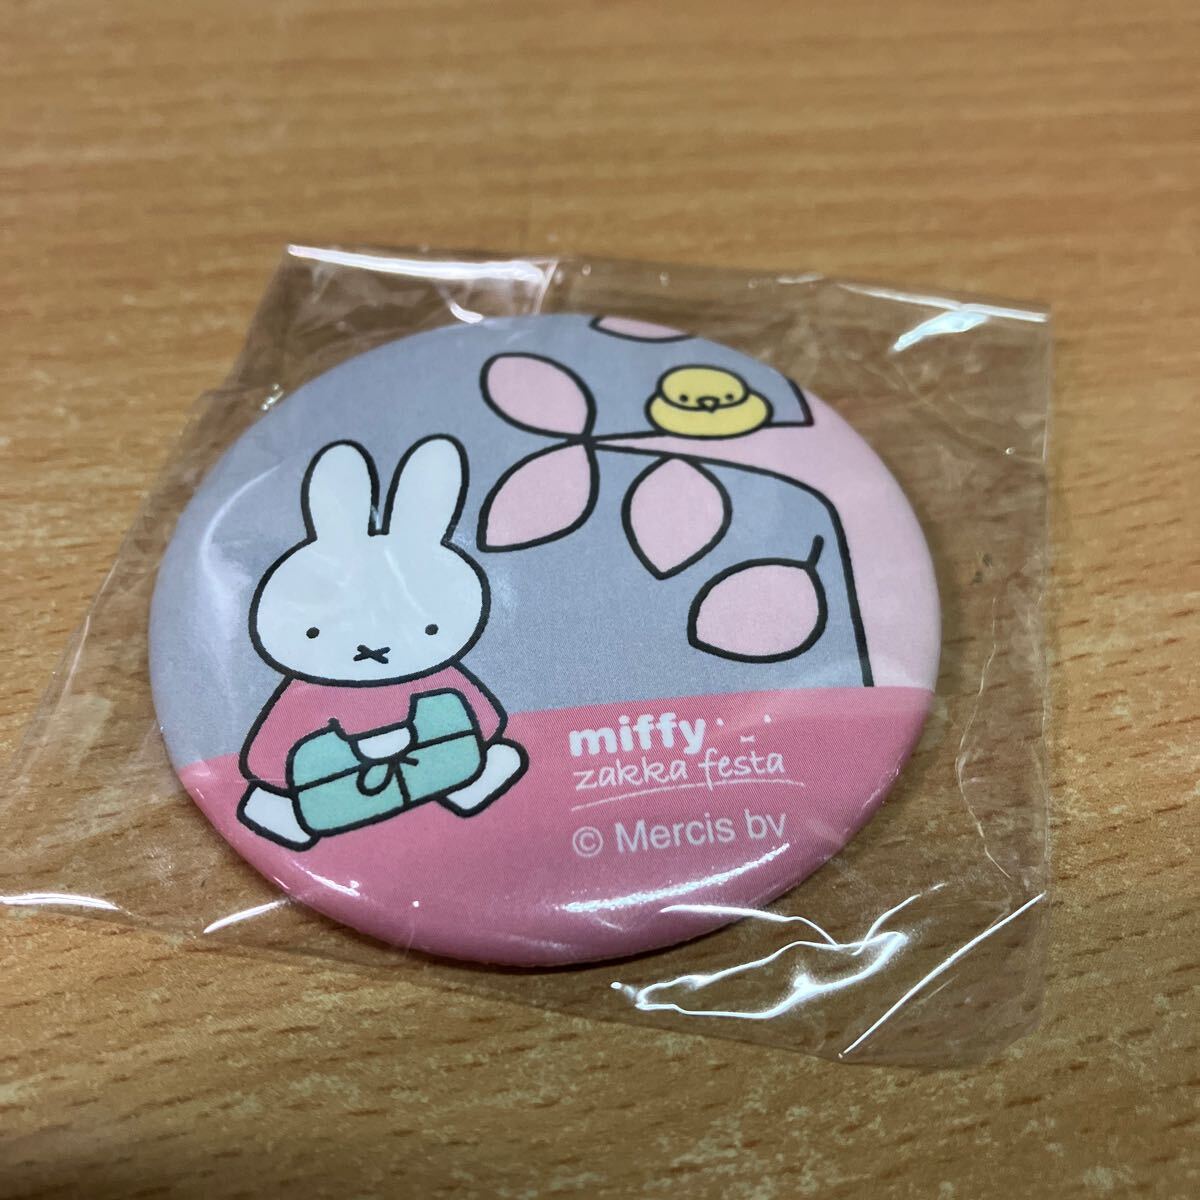 miffy
zakka festa
© Mercis bv